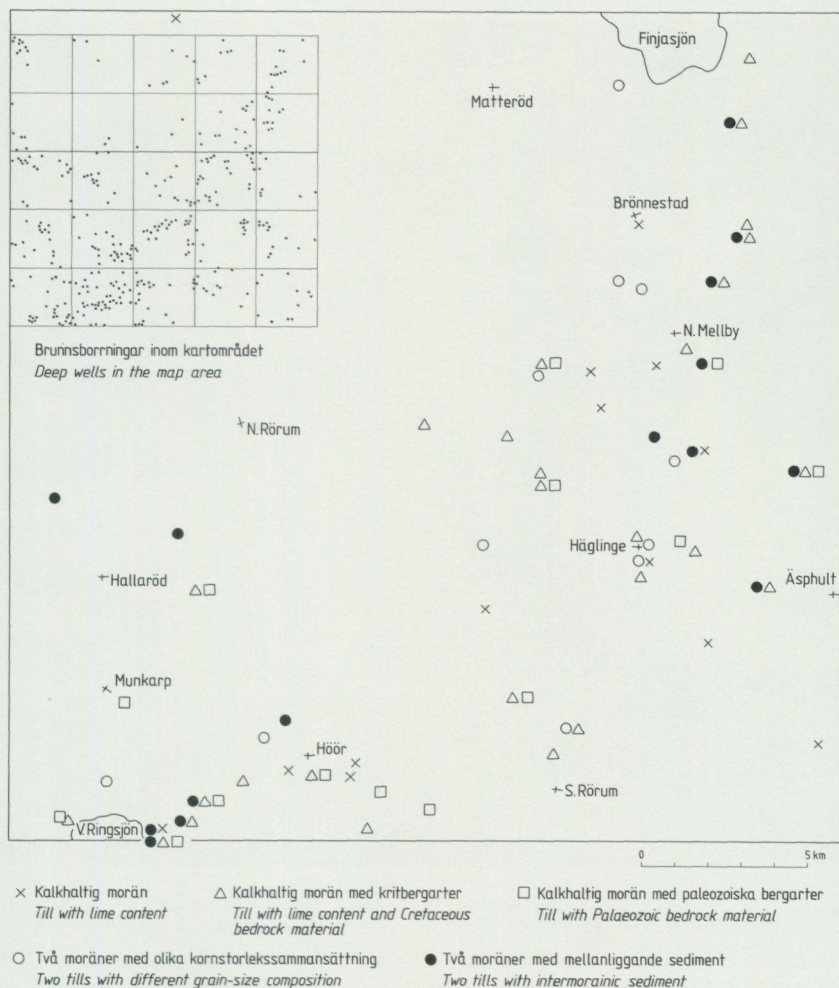 Finjasjön
Matteröd
Brönnestad
N. Mellby
Brunnsborrningar inom kartområdet
Deep wells in the map area
N. Rörum
Häglinge
Äsphult
Hallaröd
Munkarp
Höör
S. Rörum
V. Ringsjön
0 5 km
Kalkhaltig morän
Till with lime content
Kalkhaltig morän med kritbergarter
Till with lime content and Cretaceous
bedrock material
Kalkhaltig morän med paleozoiska bergarter
Till with Palaeozoic bedrock material
Två moräner med olika kornstorlekssammansättning
Two tills with different grain-size composition
Två moräner med mellanliggande sediment
Two tills with intermorainic sediment